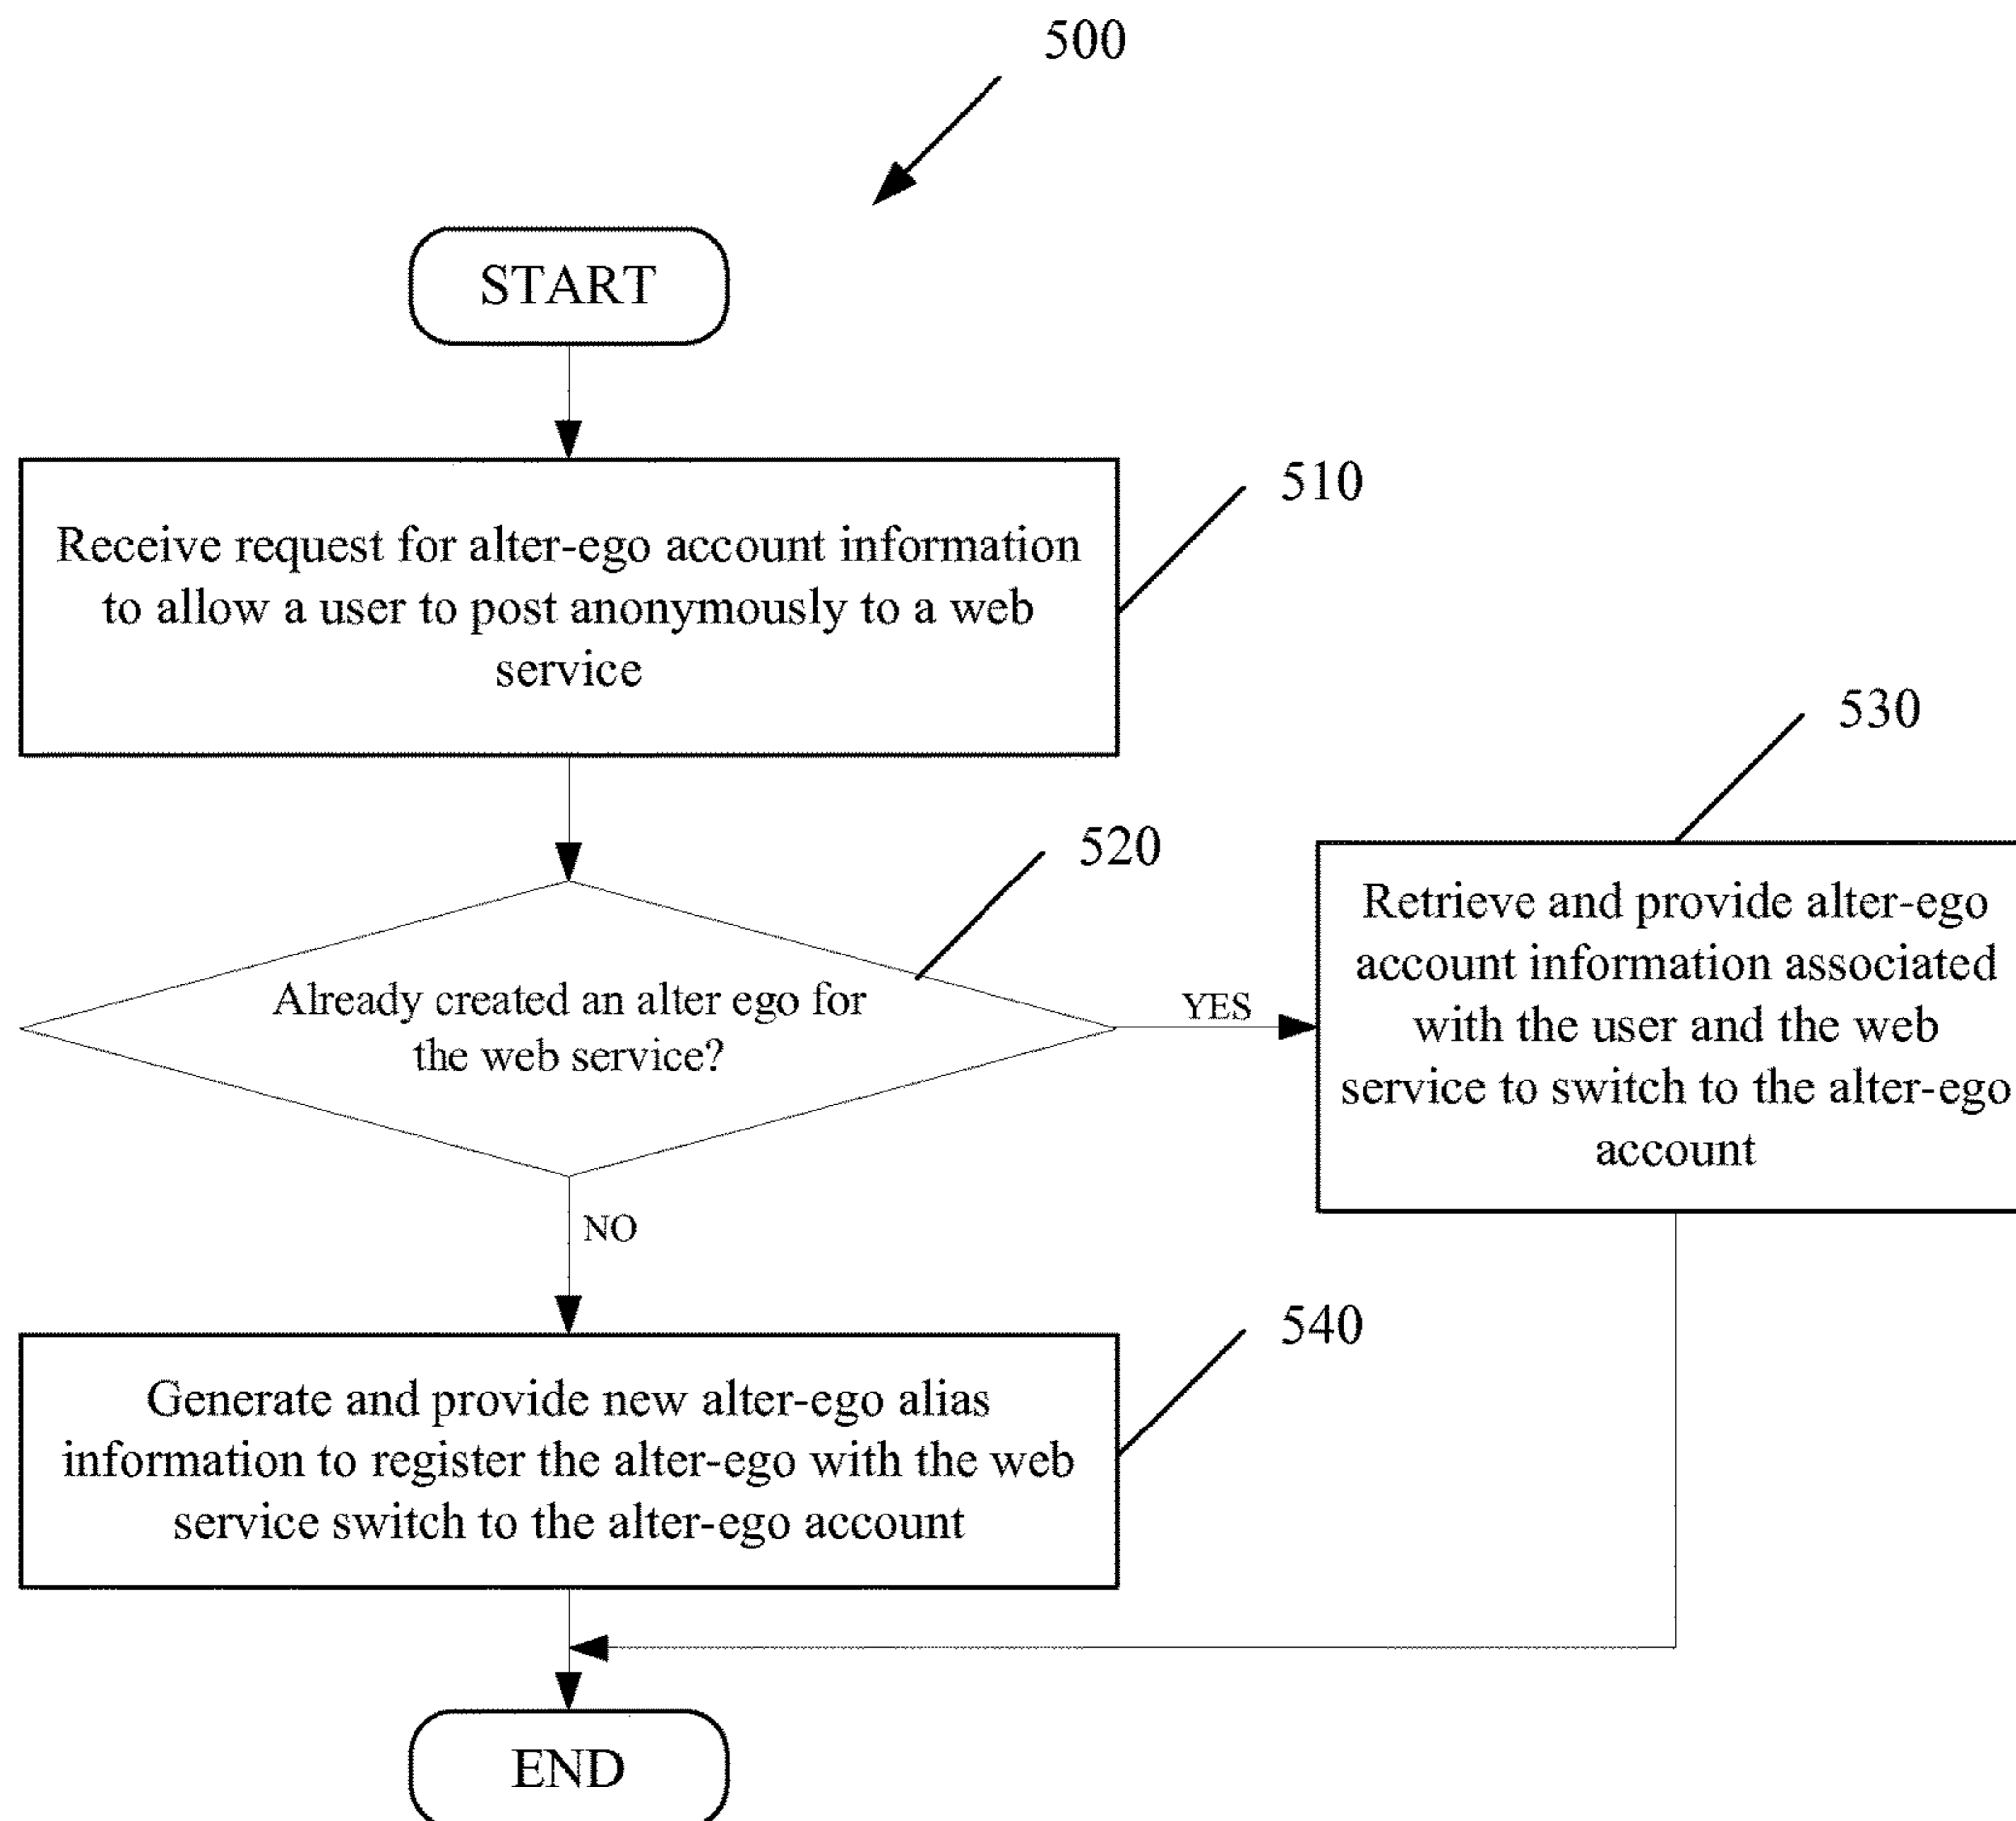 500
START
Receive request for alter-ego account information
to allow a user to post anonymously to a web
service
510
530
520
Already created an alter ego for
the web service?
YES
Retrieve and provide alter-ego
account information associated
with the user and the web
service to switch to the alter-ego
account
NO
540
Generate and provide new alter-ego alias
information to register the alter-ego with the web
service switch to the alter-ego account
END